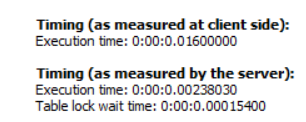 Timing (as measured at client side):
Execution time: 0:00:0.01600000
Timing (as measured by the server):
Execution time: 0:00:0.00238030
Table lock wait time: 0:00:0.00015400